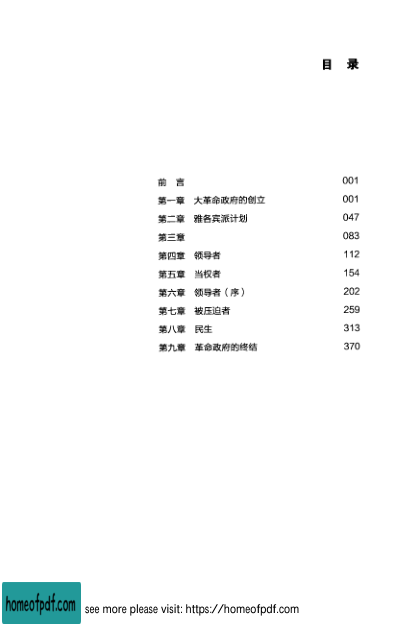 目 录
前 言 001
第一章 大革命政府的创立 001
第二章 雅各宾派计划 047
第三章 083
第四章 领导者 112
第五章 当权者 154
第六章 领导者（序） 202
第七章 被压迫者 259
第八章 民生 313
第九章 革命政府的终结 370
homeofpdf.com see more please visit: https://homeofpdf.com